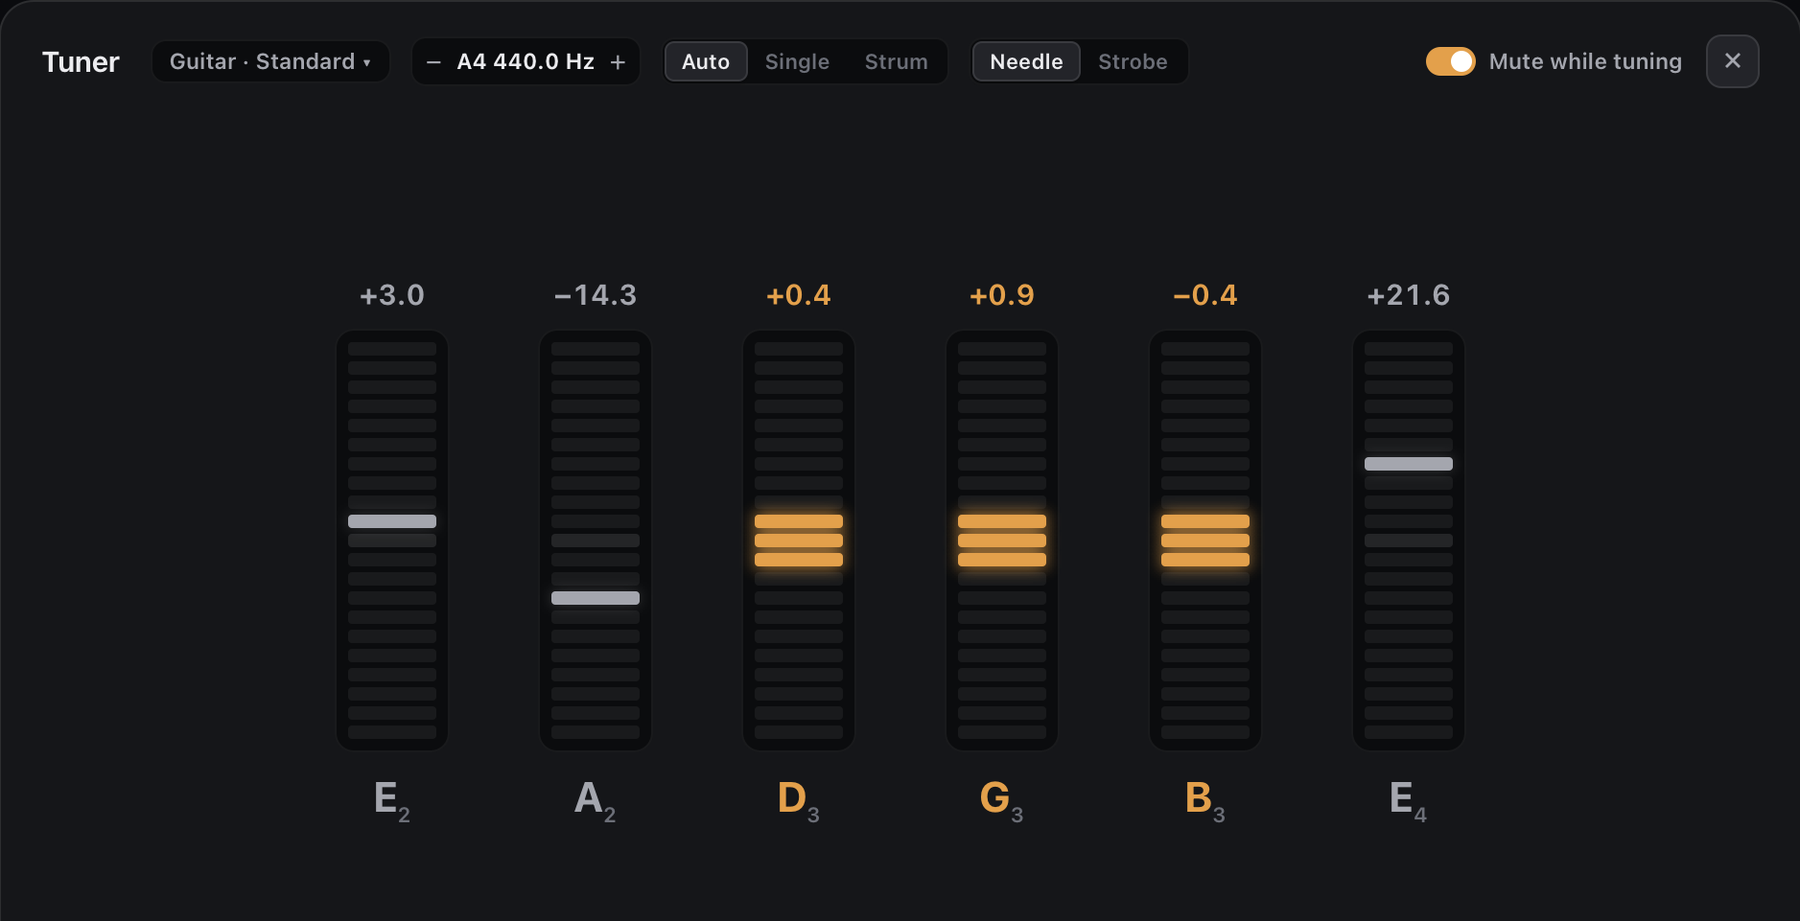 Tuner Guitar · Standard ▾ − A4 440.0 Hz + Auto Single Strum Needle Strobe Mute while tuning ✕
+3.0 −14.3 +0.4 +0.9 −0.4 +21.6
E2 A2 D3 G3 B3 E4